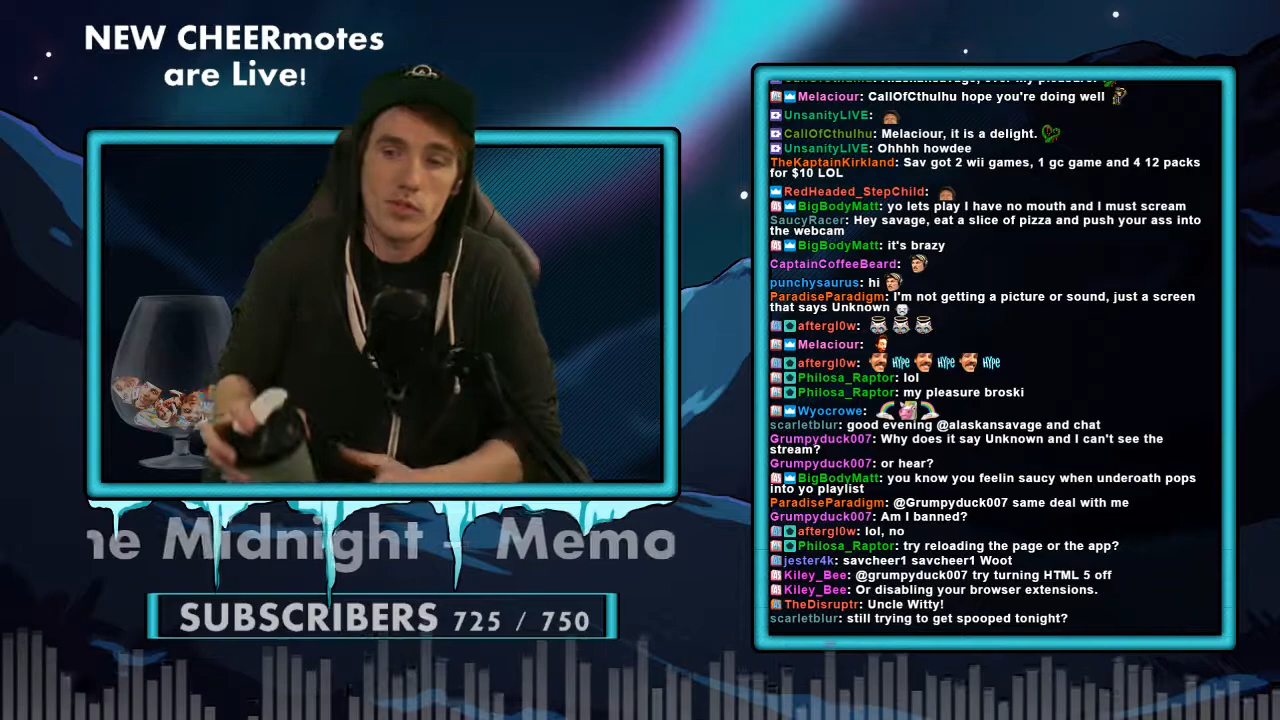 NEW CHEERmotes
are Live!
Melaciour: CallOfCthulhu hope you're doing well
UnsanityLIVE:
CallOfCthulhu: Melaciour, it is a delight.
UnsanityLIVE: Ohhhh howdee
TheKaptainKirkland: Sav got 2 wii games, 1 gc game and 4 12 packs
for $10 LOL
RedHeaded_StepChild:
BigBodyMatt: yo lets play I have no mouth and I must scream
SaucyRacer: Hey savage, eat a slice of pizza and push your ass into
the webcam
BigBodyMatt: it's brazy
CaptainCoffeeBeard:
punchysaurus: hi
ParadiseParadigm: I'm not getting a picture or sound, just a screen
that says Unknown
aftergl0w:
Melaciour:
aftergl0w: HYPE HYPE HYPE
Philosa_Raptor: lol
Philosa_Raptor: my pleasure broski
Wyocrowe:
scarletblur: good evening @alaskansavage and chat
Grumpyduck007: Why does it say Unknown and I can't see the
stream?
Grumpyduck007: or hear?
BigBodyMatt: you know you feelin saucy when underoath pops
into yo playlist
ParadiseParadigm: @Grumpyduck007 same deal with me
Grumpyduck007: Am I banned?
aftergl0w: lol, no
Philosa_Raptor: try reloading the page or the app?
jester4k: savcheer1 savcheer1 Woot
Kiley_Bee: @grumpyduck007 try turning HTML 5 off
Kiley_Bee: Or disabling your browser extensions.
TheDisruptr: Uncle Witty!
scarletblur: still trying to get spooped tonight?
he Midnight - Memo
SUBSCRIBERS 725 / 750